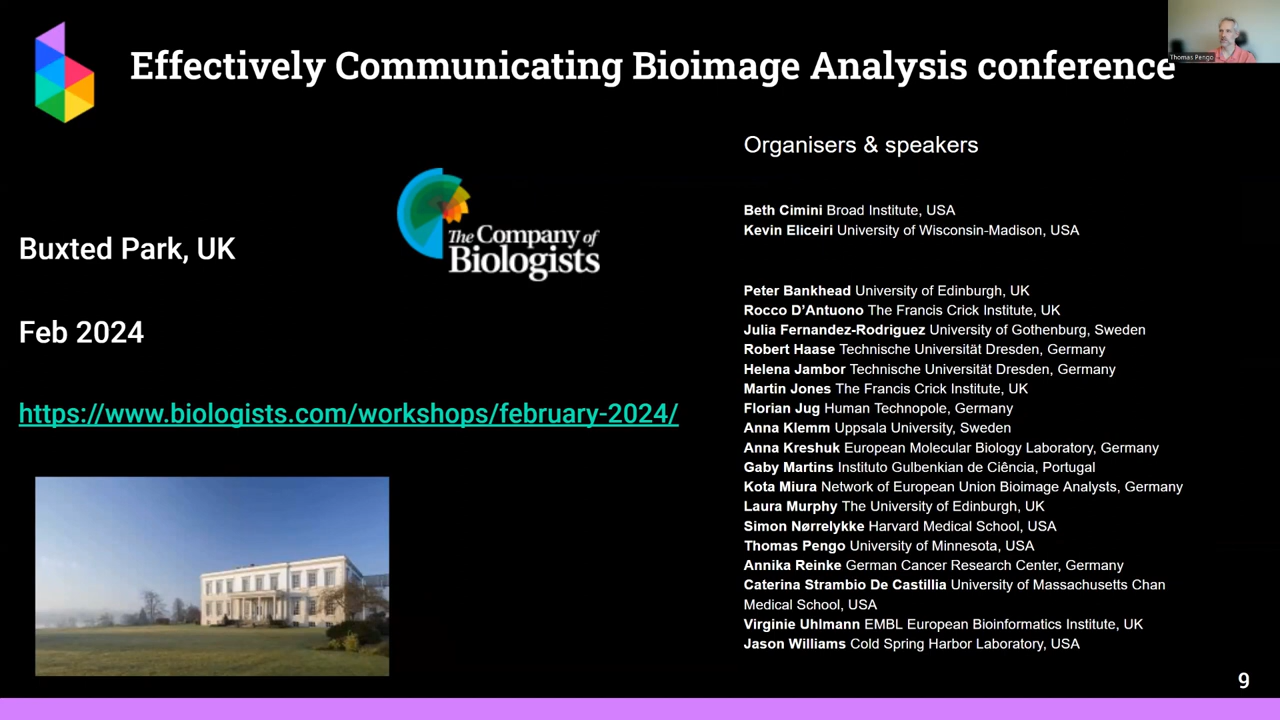 Effectively Communicating Bioimage Analysis conference
Thomas Pengo
Organisers & speakers
Buxted Park, UK
The Company of
Biologists
Feb 2024
https://www.biologists.com/workshops/february-2024/
Beth Cimini Broad Institute, USA
Kevin Eliceiri University of Wisconsin-Madison, USA
Peter Bankhead University of Edinburgh, UK
Rocco D’Antuono The Francis Crick Institute, UK
Julia Fernandez-Rodriguez University of Gothenburg, Sweden
Robert Haase Technische Universität Dresden, Germany
Helena Jambor Technische Universität Dresden, Germany
Martin Jones The Francis Crick Institute, UK
Florian Jug Human Technopole, Germany
Anna Klemm Uppsala University, Sweden
Anna Kreshuk European Molecular Biology Laboratory, Germany
Gaby Martins Instituto Gulbenkian de Ciência, Portugal
Kota Miura Network of European Union Bioimage Analysts, Germany
Laura Murphy The University of Edinburgh, UK
Simon Nørrelykke Harvard Medical School, USA
Thomas Pengo University of Minnesota, USA
Annika Reinke German Cancer Research Center, Germany
Caterina Strambio De Castillia University of Massachusetts Chan
Medical School, USA
Virginie Uhlmann EMBL European Bioinformatics Institute, UK
Jason Williams Cold Spring Harbor Laboratory, USA
9